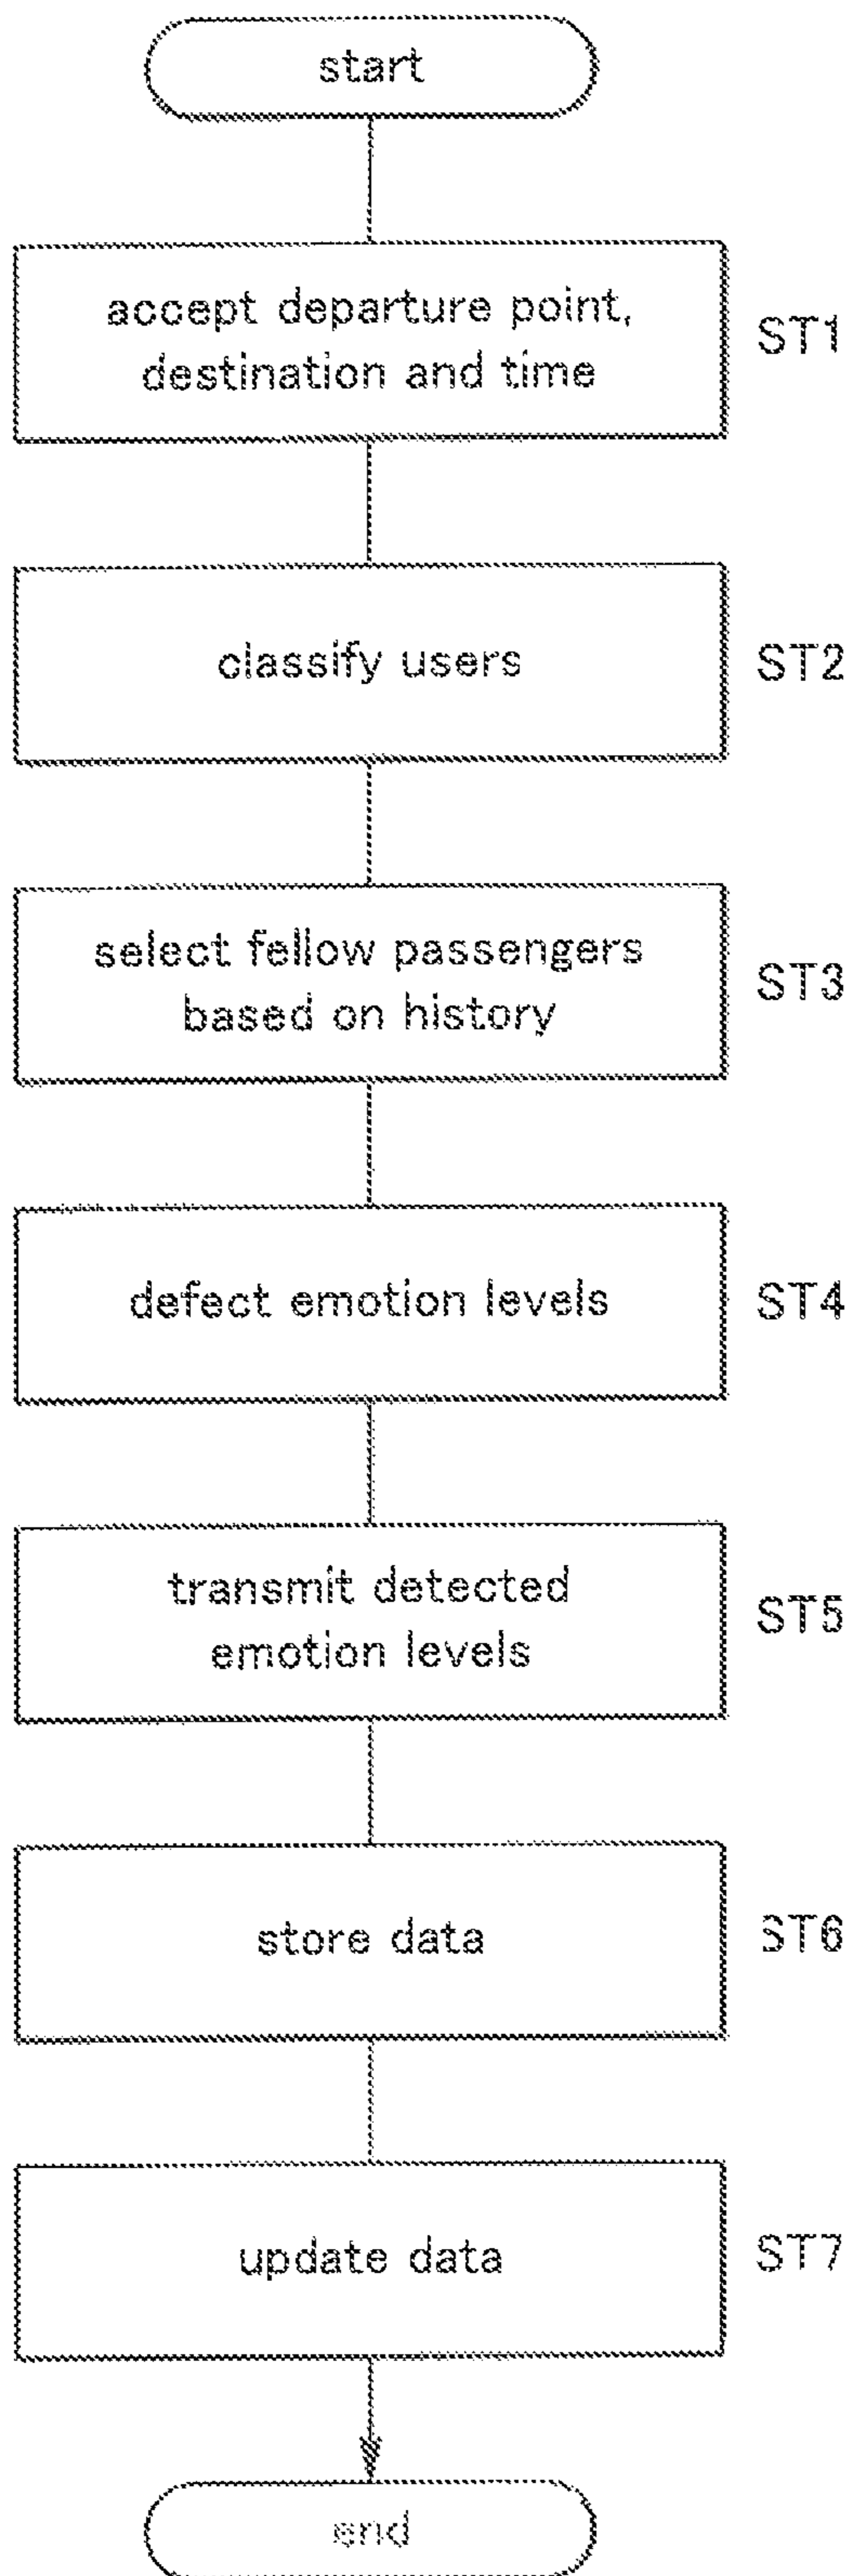 start
accept departure point,
destination and time
ST1
classify users
ST2
select fellow passengers
based on history
ST3
defect emotion levels
ST4
transmit detected
emotion levels
ST5
store data
ST6
update data
ST7
end